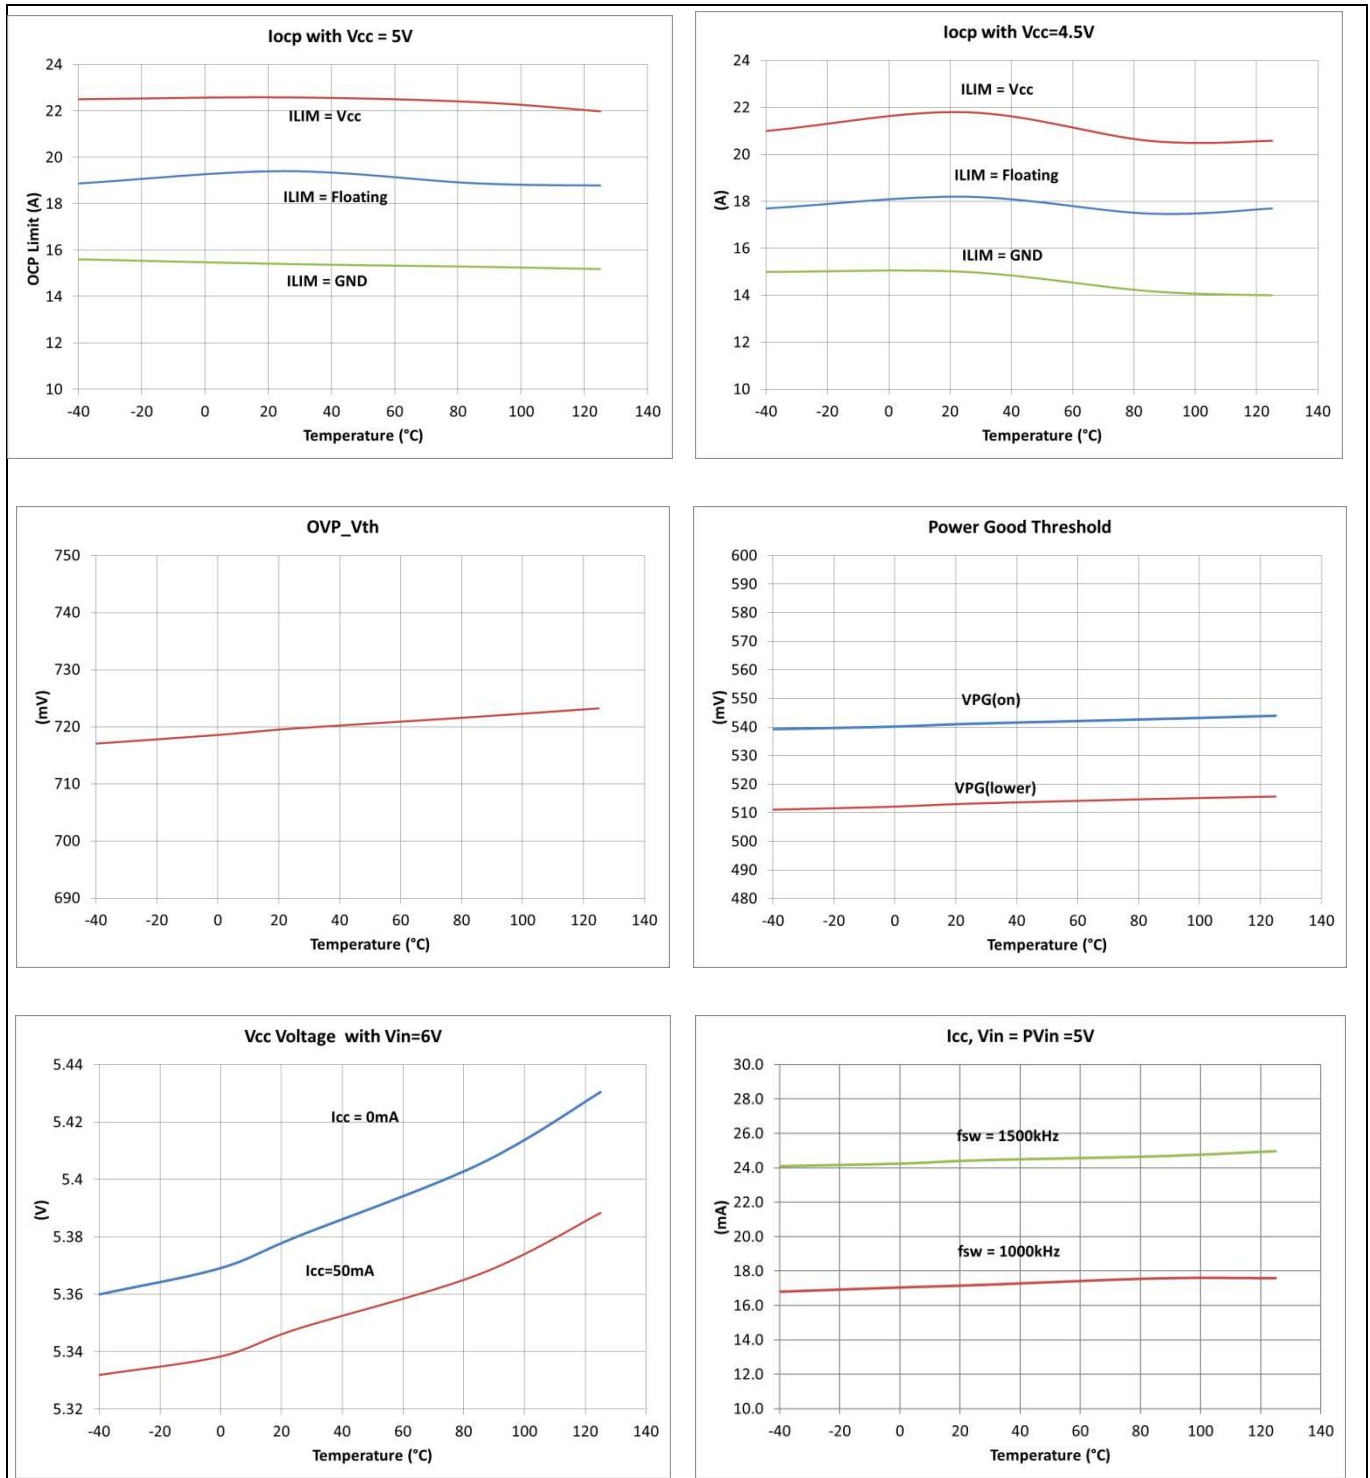 Iocp with Vcc = 5V
24
22
20
18
16
14
12
10
OCP Limit (A)
ILIM = Vcc
ILIM = Floating
ILIM = GND
-40 -20 0 20 40 60 80 100 120 140
Temperature (°C)
Iocp with Vcc=4.5V
24
22
20
18
16
14
12
10
(A)
ILIM = Vcc
ILIM = Floating
ILIM = GND
-40 -20 0 20 40 60 80 100 120 140
Temperature (°C)
OVP_Vth
750
740
730
720
710
700
690
(mV)
-40 -20 0 20 40 60 80 100 120 140
Temperature (°C)
Power Good Threshold
600
590
580
570
560
550
540
530
520
510
500
490
480
(mV)
VPG(on)
VPG(lower)
-40 -20 0 20 40 60 80 100 120 140
Temperature (°C)
Vcc Voltage with Vin=6V
5.44
5.42
5.4
5.38
5.36
5.34
5.32
(V)
Icc = 0mA
Icc=50mA
-40 -20 0 20 40 60 80 100 120 140
Temperature (°C)
Icc, Vin = PVin =5V
30.0
28.0
26.0
24.0
22.0
20.0
18.0
16.0
14.0
12.0
10.0
(mA)
fsw = 1500kHz
fsw = 1000kHz
-40 -20 0 20 40 60 80 100 120 140
Temperature (°C)